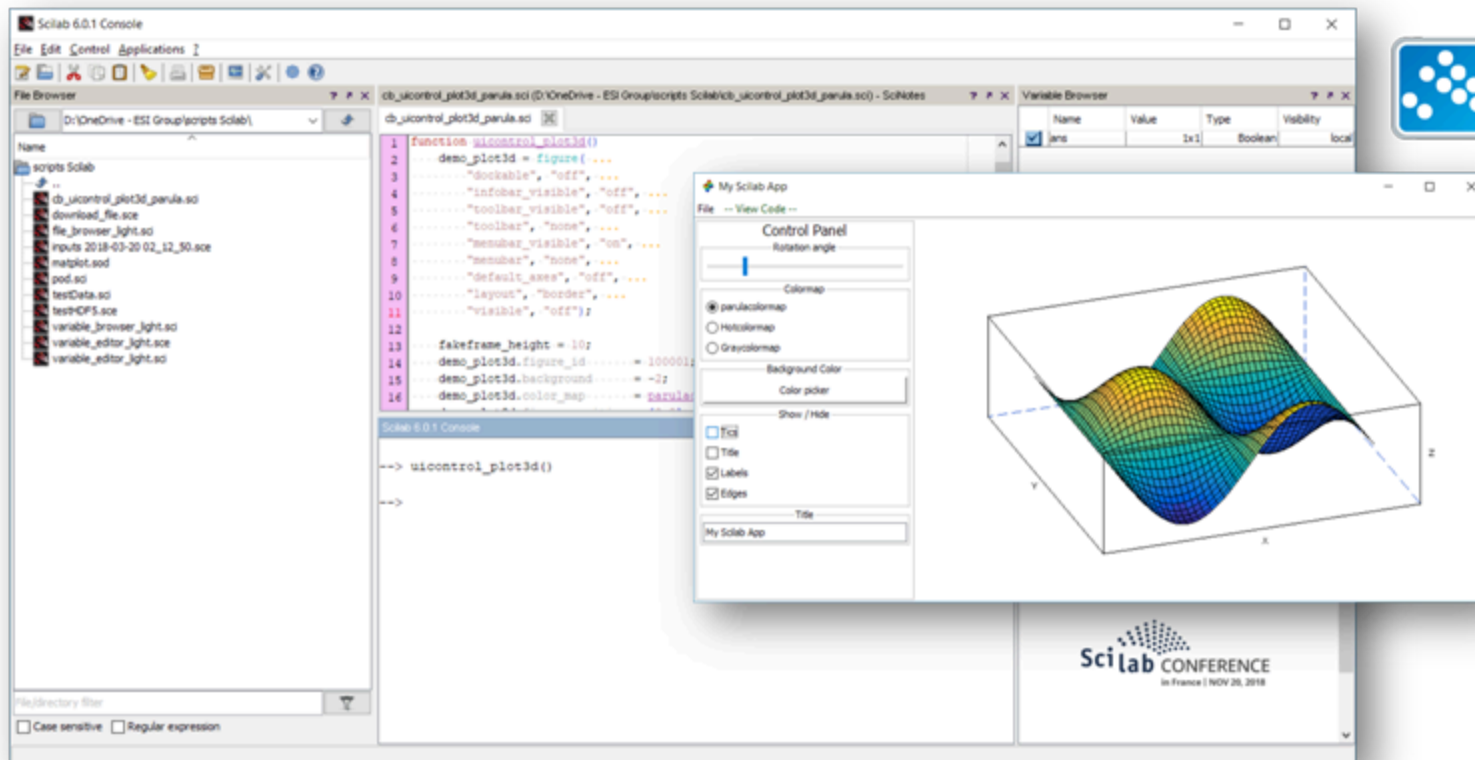 Scilab 6.0.1 Console
File Edit Control Applications ?
File Browser
D:\OneDrive - ESI Group\scripts Scilab\
Name
scripts Scilab
..
cb_uicontrol_plot3d_parula.sci
download_file.sce
file_browser_light.sci
inputs 2018-03-20 02_12_50.sce
matplot.sod
pod.sci
testData.sci
testHDF5.sce
variable_browser_light.sci
variable_editor_light.sce
variable_editor_light.sci
File/directory filter
Case sensitive Regular expression
cb_uicontrol_plot3d_parula.sci (D:\OneDrive - ESI Group\scripts Scilab\cb_uicontrol_plot3d_parula.sci) - SciNotes
cb_uicontrol_plot3d_parula.sci
1 function uicontrol_plot3d()
2 demo_plot3d = figure( ...
3 "dockable", "off", ...
4 "infobar_visible", "off", ...
5 "toolbar_visible", "off", ...
6 "toolbar", "none", ...
7 "menubar_visible", "on", ...
8 "menubar", "none", ...
9 "default_axes", "off", ...
10 "layout", "border", ...
11 "visible", "off");
12
13 fakeframe_height = 10;
14 demo_plot3d.figure_id = 100001;
15 demo_plot3d.background = -2;
16 demo_plot3d.color_map = parula
Scilab 6.0.1 Console
--> uicontrol_plot3d()
-->
Variable Browser
Name Value Type Visibility
ans 1x1 Boolean local
My Scilab App
File -- View Code --
Control Panel
Rotation angle
Colormap
parulacolormap
Hotcolormap
Graycolormap
Background Color
Color picker
Show / Hide
Tics
Title
Labels
Edges
Title
My Scilab App
Y
X
Z
Scilab CONFERENCE
in France | NOV 20, 2018